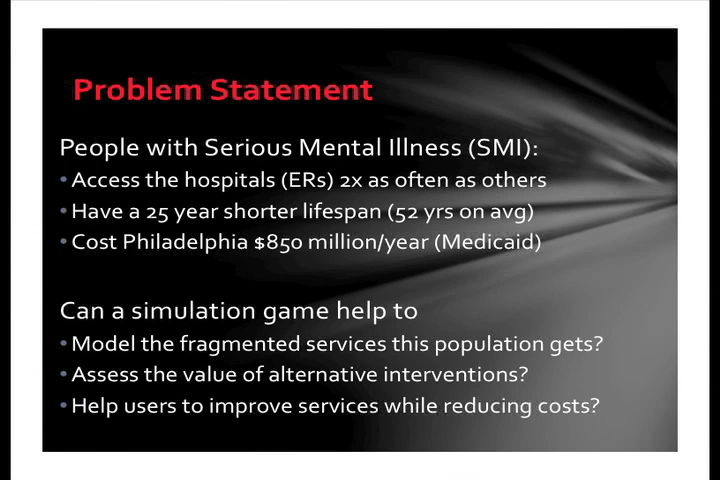 Problem Statement
People with Serious Mental Illness (SMI):
• Access the hospitals (ERs) 2x as often as others
• Have a 25 year shorter lifespan (52 yrs on avg)
• Cost Philadelphia $850 million/year (Medicaid)
Can a simulation game help to
• Model the fragmented services this population gets?
• Assess the value of alternative interventions?
• Help users to improve services while reducing costs?